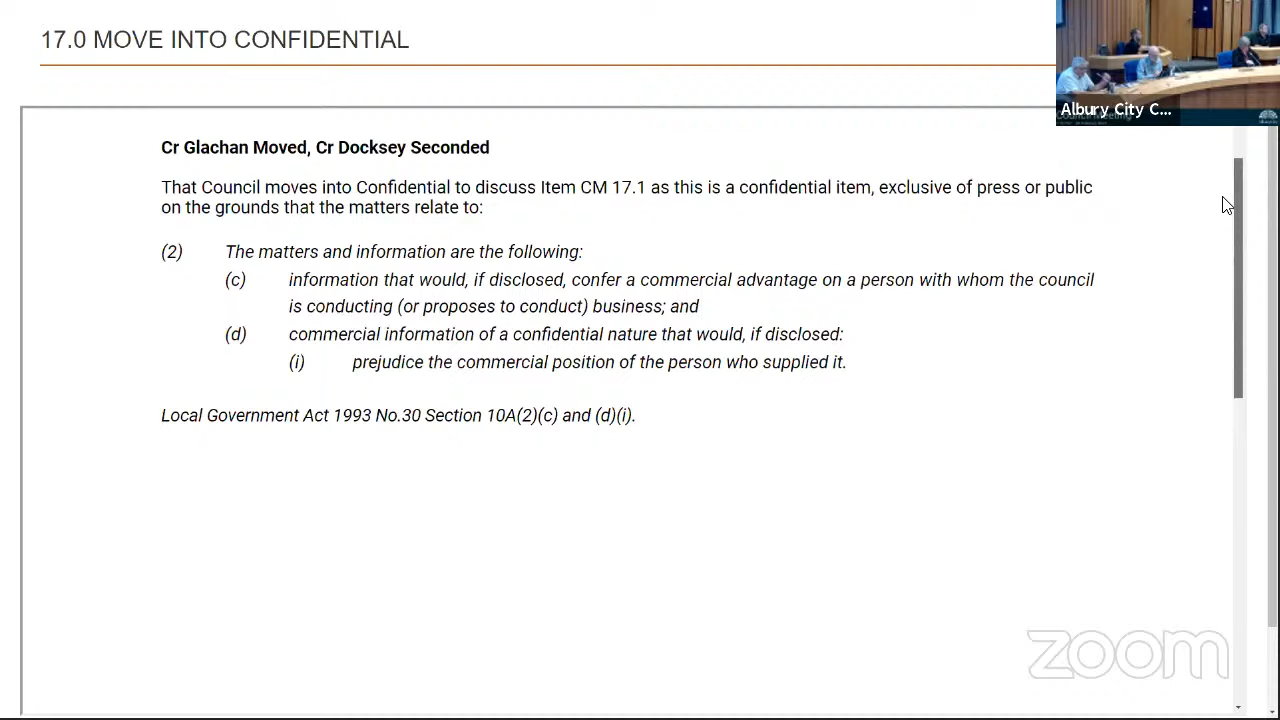 17.0 MOVE INTO CONFIDENTIAL
Albury City C...
Cr Glachan Moved, Cr Docksey Seconded
That Council moves into Confidential to discuss Item CM 17.1 as this is a confidential item, exclusive of press or public
on the grounds that the matters relate to:
(2) The matters and information are the following:
(c) information that would, if disclosed, confer a commercial advantage on a person with whom the council
is conducting (or proposes to conduct) business; and
(d) commercial information of a confidential nature that would, if disclosed:
(i) prejudice the commercial position of the person who supplied it.
Local Government Act 1993 No.30 Section 10A(2)(c) and (d)(i).
zoom